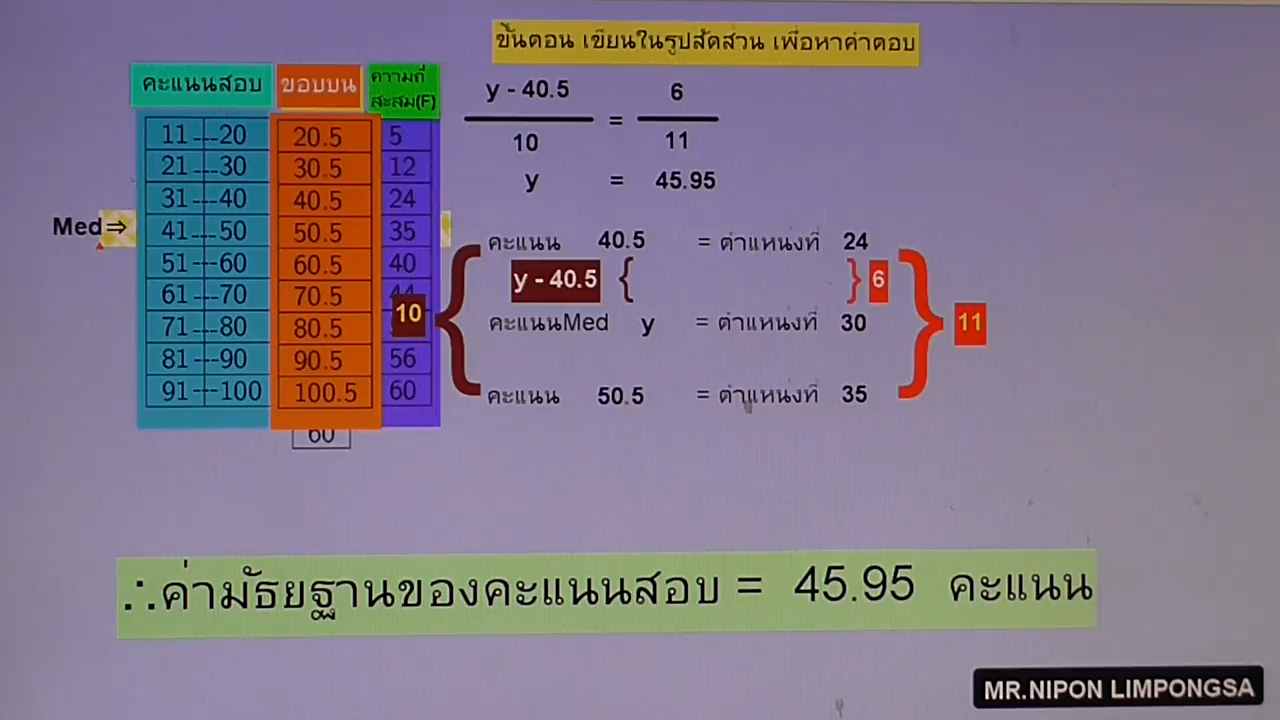 ขั้นตอน เขียนในรูปสัดส่วน เพื่อหาคำตอบ
คะแนนสอบ ขอบบน ความถี่สะสม(F)
11---20 20.5 5
21---30 30.5 12
31---40 40.5 24
Med⇒ 41---50 50.5 35
51---60 60.5 40
61---70 70.5 44
71---80 80.5
81---90 90.5 56
91---100 100.5 60
60
y - 40.5 6
= 
10 11
y = 45.95
คะแนน 40.5 = ตำแหน่งที่ 24
y - 40.5 { } 6
10 { คะแนนMed y = ตำแหน่งที่ 30 } 11
คะแนน 50.5 = ตำแหน่งที่ 35
∴ค่ามัธยฐานของคะแนนสอบ = 45.95 คะแนน
MR.NIPON LIMPONGSA